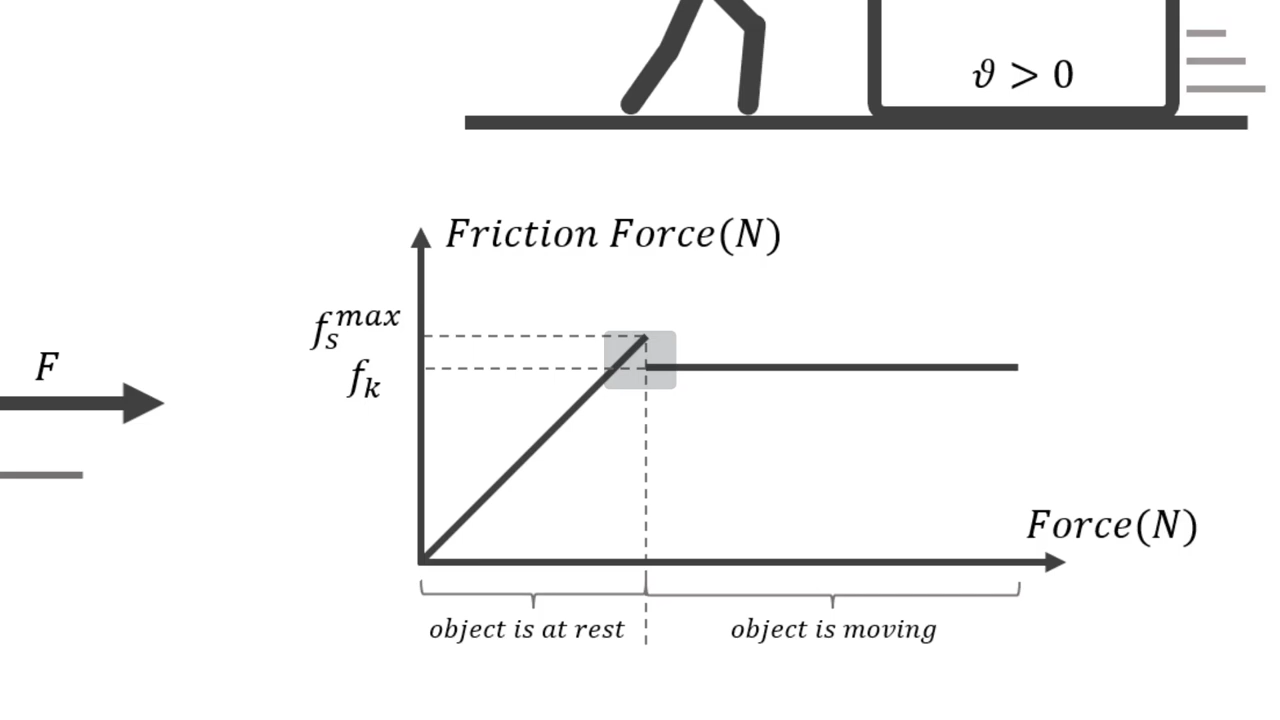 ϑ > 0
Friction Force(N)
f_s^max
F
f_k
Force(N)
object is at rest
object is moving